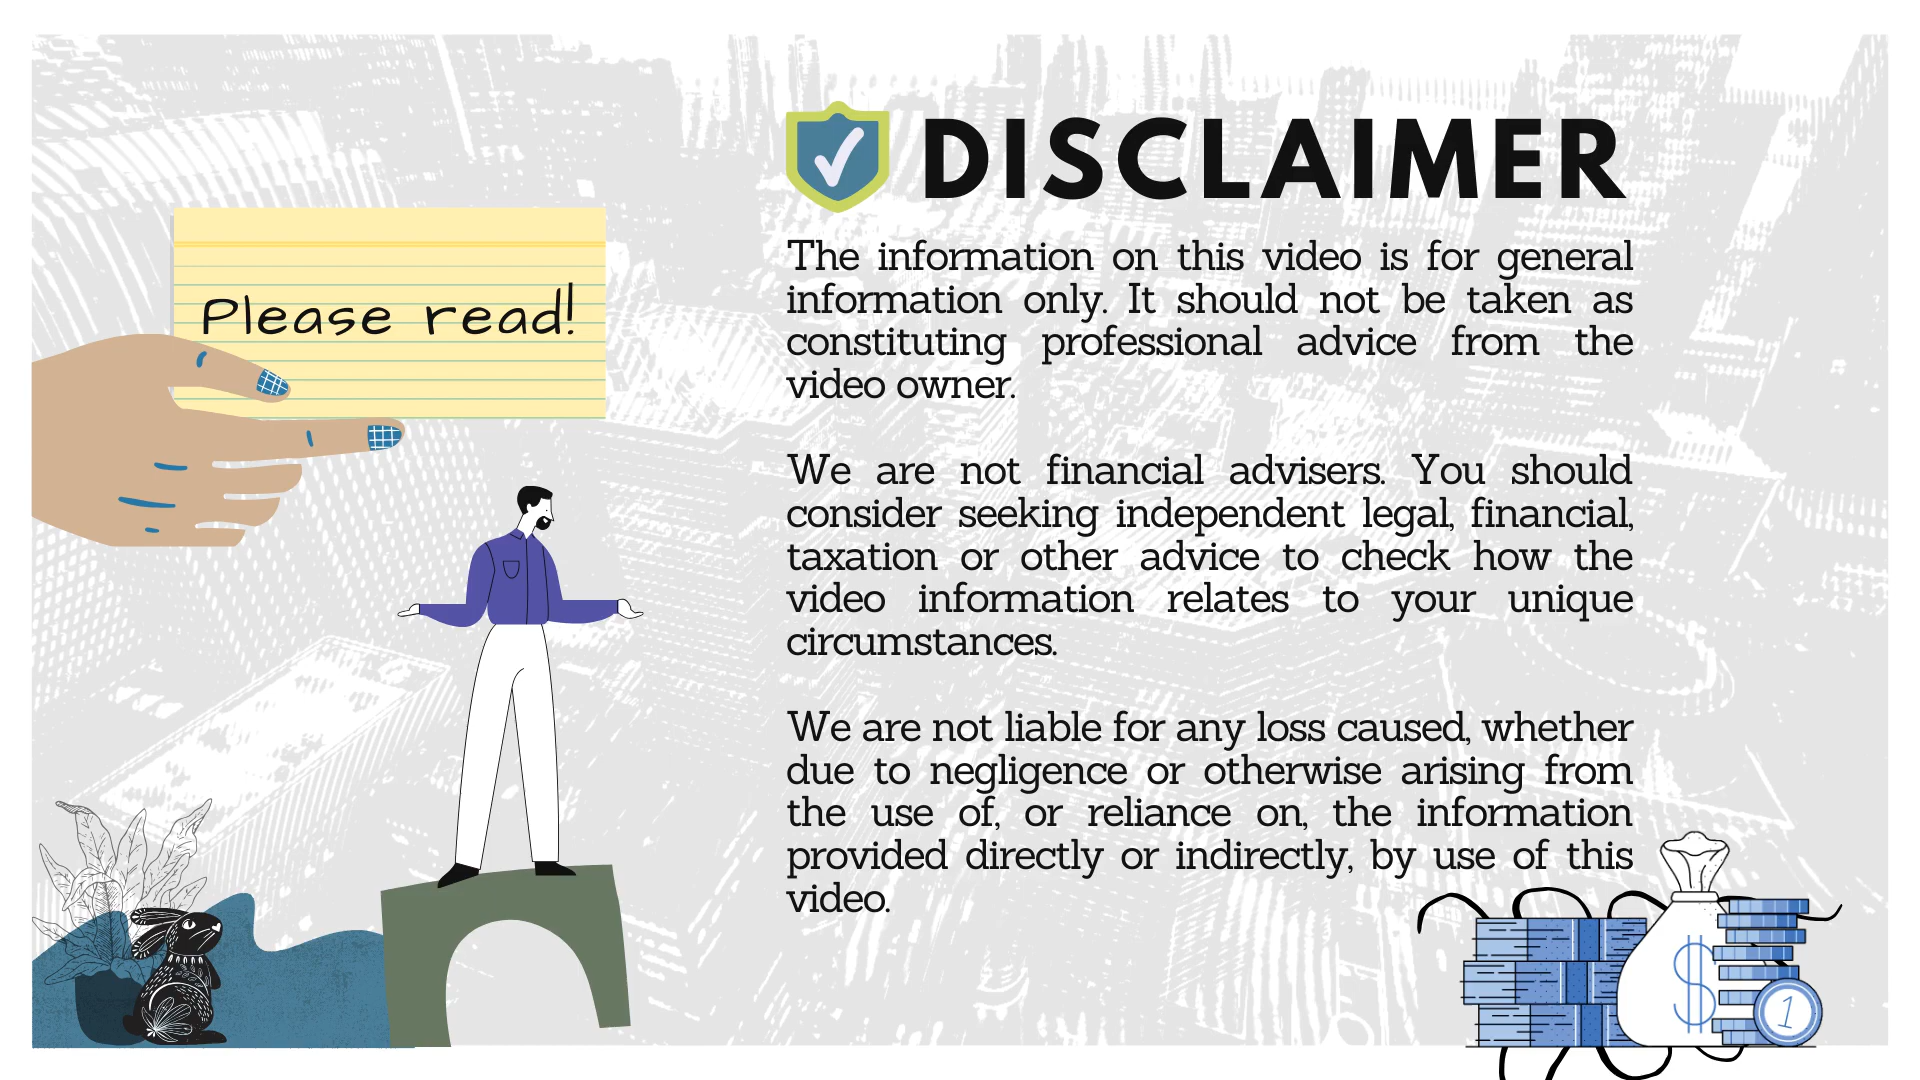 DISCLAIMER
Please read!
The information on this video is for general
information only. It should not be taken as
constituting professional advice from the
video owner.
We are not financial advisers. You should
consider seeking independent legal, financial,
taxation or other advice to check how the
video information relates to your unique
circumstances.
We are not liable for any loss caused, whether
due to negligence or otherwise arising from
the use of, or reliance on, the information
provided directly or indirectly, by use of this
video.
$
1